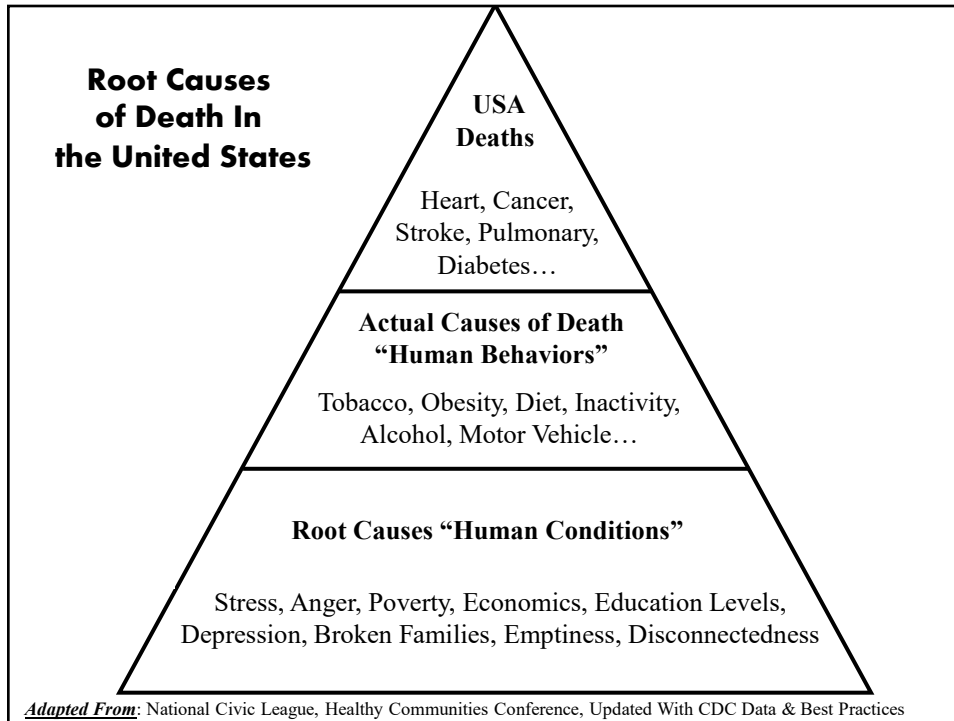 Root Causes
of Death In
the United States
USA
Deaths
Heart, Cancer,
Stroke, Pulmonary,
Diabetes…
Actual Causes of Death
“Human Behaviors”
Tobacco, Obesity, Diet, Inactivity,
Alcohol, Motor Vehicle…
Root Causes “Human Conditions”
Stress, Anger, Poverty, Economics, Education Levels,
Depression, Broken Families, Emptiness, Disconnectedness
Adapted From: National Civic League, Healthy Communities Conference, Updated With CDC Data & Best Practices